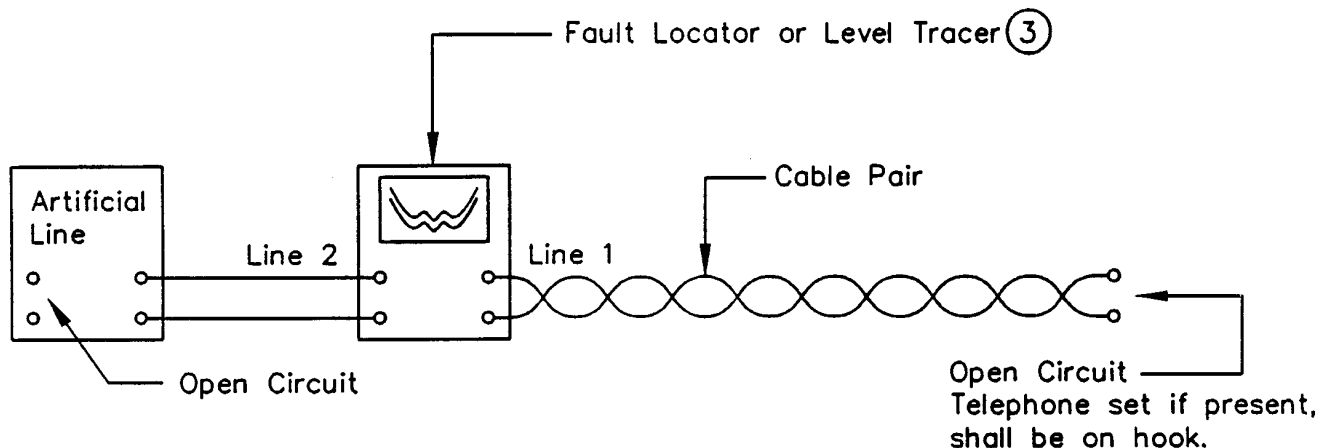 Fault Locator or Level Tracer 3
Cable Pair
Artificial
Line
Line 2
Line 1
Open Circuit
Open Circuit
Telephone set if present,
shall be on hook.